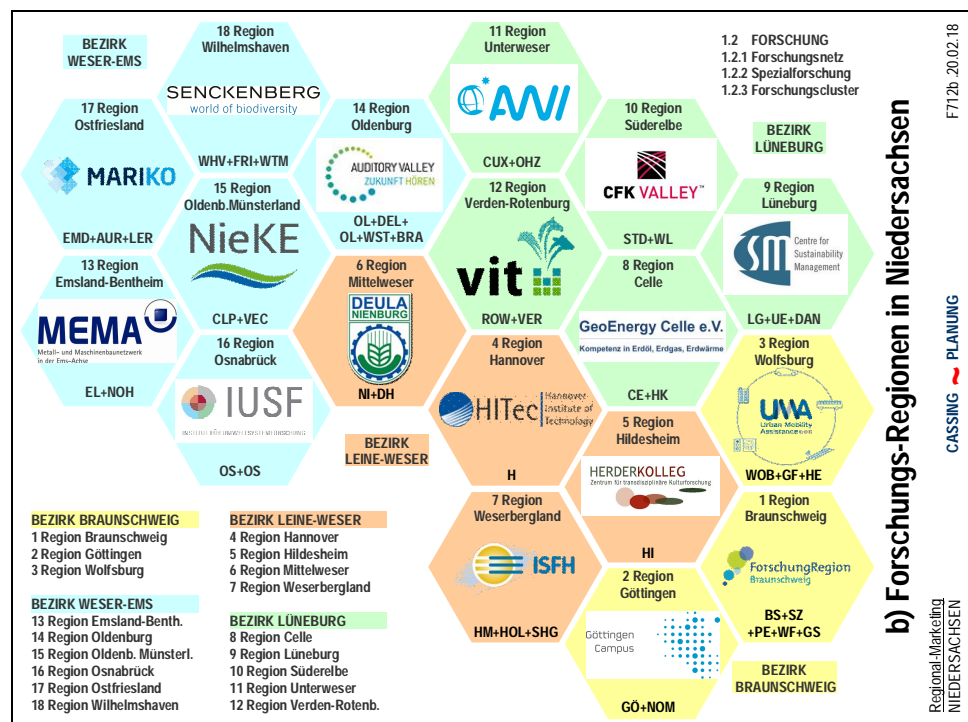 BEZIRK
WESER-EMS
18 Region
Wilhelmshaven
SENCKENBERG
world of biodiversity
WHV+FRI+WTM
11 Region
Unterweser
ANI
CUX+OHZ
1.2 FORSCHUNG
1.2.1 Forschungsnetz
1.2.2 Spezialforschung
1.2.3 Forschungscluster
17 Region
Ostfriesland
MARIKO
EMD+AUR+LER
14 Region
Oldenburg
AUDITORY VALLEY
ZUKUNFT HÖREN
OL+DEL+
OL+WST+BRA
10 Region
Süderelbe
CFK VALLEY™
STD+WL
BEZIRK
LÜNEBURG
15 Region
Oldenb.Münsterland
NieKE
CLP+VEC
12 Region
Verden-Rotenburg
vit
ROW+VER
9 Region
Lüneburg
SM
Centre for
Sustainability
Management
LG+UE+DAN
13 Region
Emsland-Bentheim
MEMA
Metall- und Maschinenbaunetzwerk
in der Ems-Achse
EL+NOH
6 Region
Mittelweser
DEULA
NIENBURG
NI+DH
8 Region
Celle
GeoEnergy Celle e.V.
Kompetenz in Erdöl, Erdgas, Erdwärme
CE+HK
16 Region
Osnabrück
IUSF
INSTITUT FÜR UMWELTSYSTEMFORSCHUNG
OS+OS
4 Region
Hannover
HITec
Hannover
Institute of
Technology
H
3 Region
Wolfsburg
UMA
Urban Mobility
Assistance
WOB+GF+HE
BEZIRK
LEINE-WESER
5 Region
Hildesheim
HERDERKOLLEG
Zentrum für transdisziplinäre Kulturforschung
HI
7 Region
Weserbergland
ISFH
HM+HOL+SHG
1 Region
Braunschweig
ForschungRegion
Braunschweig
BS+SZ
+PE+WF+GS
2 Region
Göttingen
Göttingen
Campus
GÖ+NOM
BEZIRK
BRAUNSCHWEIG
BEZIRK BRAUNSCHWEIG
1 Region Braunschweig
2 Region Göttingen
3 Region Wolfsburg
BEZIRK LEINE-WESER
4 Region Hannover
5 Region Hildesheim
6 Region Mittelweser
7 Region Weserbergland
BEZIRK WESER-EMS
13 Region Emsland-Benth.
14 Region Oldenburg
15 Region Oldenb. Münsterl.
16 Region Osnabrück
17 Region Ostfriesland
18 Region Wilhelmshaven
BEZIRK LÜNEBURG
8 Region Celle
9 Region Lüneburg
10 Region Süderelbe
11 Region Unterweser
12 Region Verden-Rotenb.
b) Forschungs-Regionen in Niedersachsen
F712b .20.02.18
CASSING ~ PLANUNG
Regional-Marketing
NIEDERSACHSEN